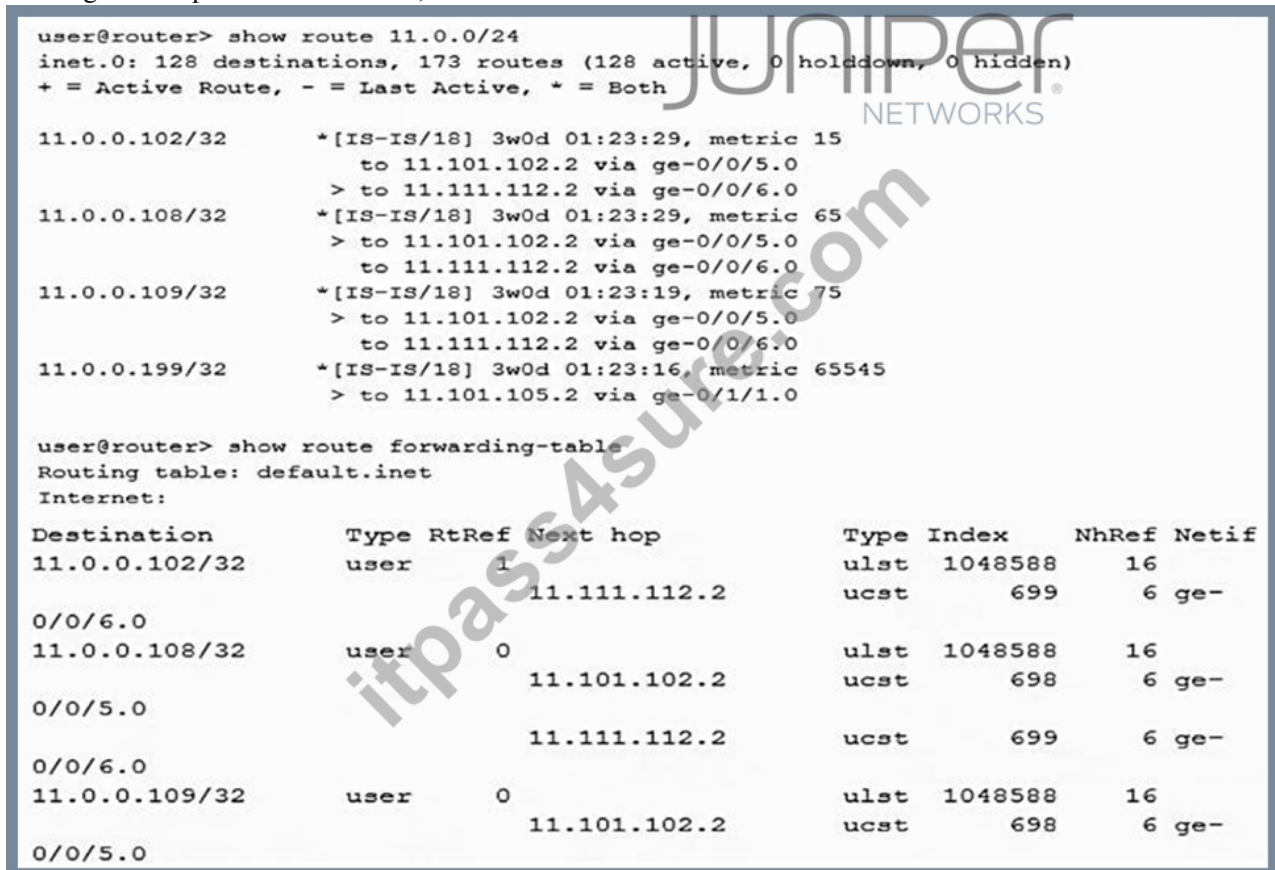 user@router> show route 11.0.0/24
inet.0: 128 destinations, 173 routes (128 active, 0 holddown, 0 hidden)
+ = Active Route, - = Last Active, * = Both
JUNIPER
NETWORKS
11.0.0.102/32 *[IS-IS/18] 3w0d 01:23:29, metric 15
to 11.101.102.2 via ge-0/0/5.0
> to 11.111.112.2 via ge-0/0/6.0
11.0.0.108/32 *[IS-IS/18] 3w0d 01:23:29, metric 65
> to 11.101.102.2 via ge-0/0/5.0
to 11.111.112.2 via ge-0/0/6.0
11.0.0.109/32 *[IS-IS/18] 3w0d 01:23:19, metric 75
> to 11.101.102.2 via ge-0/0/5.0
to 11.111.112.2 via ge-0/0/6.0
11.0.0.199/32 *[IS-IS/18] 3w0d 01:23:16, metric 65545
> to 11.101.105.2 via ge-0/1/1.0
user@router> show route forwarding-table
Routing table: default.inet
Internet:
Destination Type RtRef Next hop Type Index NhRef Netif
11.0.0.102/32 user 1 ulst 1048588 16
11.111.112.2 ucst 699 6 ge-
0/0/6.0
11.0.0.108/32 user 0 ulst 1048588 16
11.101.102.2 ucst 698 6 ge-
0/0/5.0
11.111.112.2 ucst 699 6 ge-
0/0/6.0
11.0.0.109/32 user 0 ulst 1048588 16
11.101.102.2 ucst 698 6 ge-
0/0/5.0
itpass4sure.com